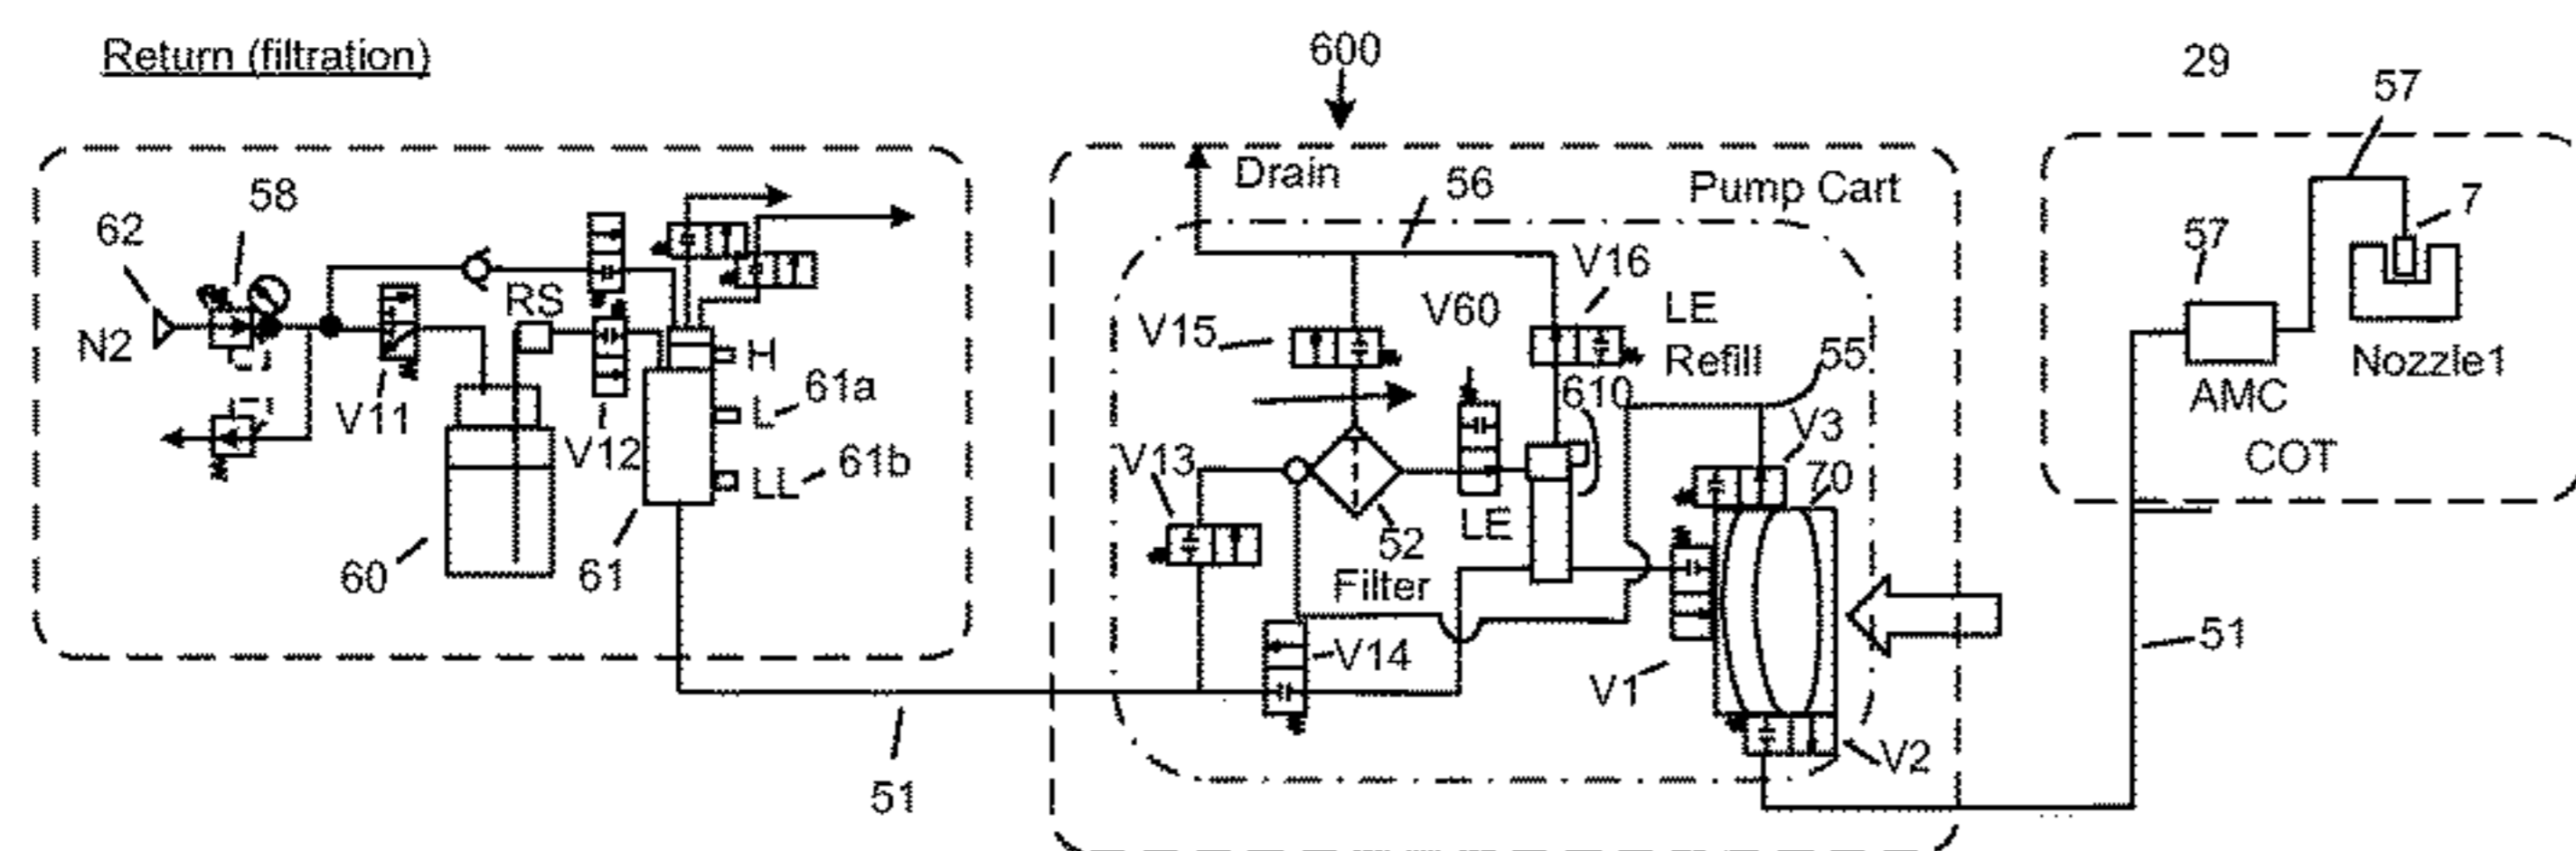 Return (filtration)
600
29
57
Drain
56
Pump Cart
58
62
7
57
V16
V60
LE
Refill
V15
RS
N2
H
55
Nozzle1
610
V11
L
61a
V3
AMC
V12
V13
70
COT
LL
61b
LE
52
60
61
Filter
V14
51
V1
V2
51